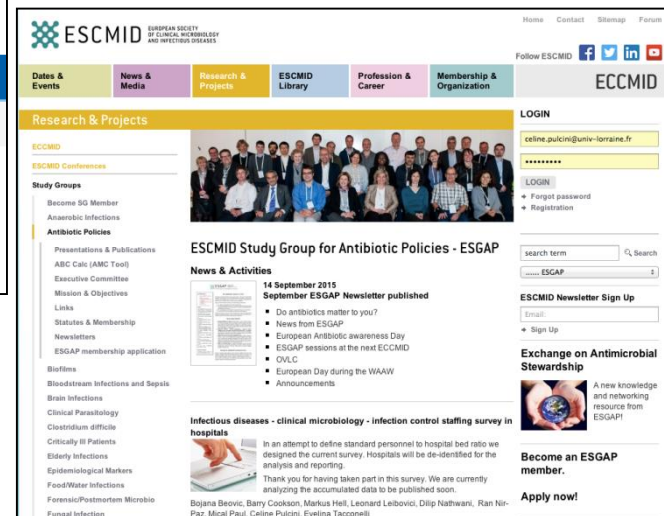 ESCMID
EUROPEAN SOCIETY
OF CLINICAL MICROBIOLOGY
AND INFECTIOUS DISEASES
Home Contact Sitemap Forum
Follow ESCMID
Dates &
Events
News &
Media
Research &
Projects
ESCMID
Library
Profession &
Career
Membership &
Organization
ECCMID
Research & Projects
ECCMID
ESCMID Conferences
Study Groups
Become SG Member
Anaerobic Infections
Antibiotic Policies
Presentations & Publications
ABC Calc (AMC Tool)
Executive Committee
Mission & Objectives
Links
Statutes & Membership
Newsletters
ESGAP membership application
Biofilms
Bloodstream Infections and Sepsis
Brain Infections
Clinical Parasitology
Clostridium difficile
Critically Ill Patients
Elderly Infections
Epidemiological Markers
Food/Water Infections
Forensic/Postmortem Microbio
Fungal Infection
ESCMID Study Group for Antibiotic Policies - ESGAP
News & Activities
14 September 2015
September ESGAP Newsletter published
Do antibiotics matter to you?
News from ESGAP
European Antibiotic awareness Day
ESGAP sessions at the next ECCMID
OVLC
European Day during the WAAW
Announcements
Infectious diseases - clinical microbiology - infection control staffing survey in
hospitals
In an attempt to define standard personnel to hospital bed ratio we
designed the current survey. Hospitals will be de-identified for the
analysis and reporting.
Thank you for having taken part in this survey. We are currently
analyzing the accumulated data to be published soon.
Bojana Beovic, Barry Cookson, Markus Hell, Leonard Leibovici, Dilip Nathwani, Ran Nir-
Paz, Mical Paul, Celine Pulcini, Evelina Tacconelli
LOGIN
celine.pulcini@univ-lorraine.fr
•••••••••
LOGIN
Forgot password
Registration
search term
Search
...... ESGAP
ESCMID Newsletter Sign Up
Email:
Sign Up
Exchange on Antimicrobial
Stewardship
A new knowledge
and networking
resource from
ESGAP!
Become an ESGAP
member.
Apply now!